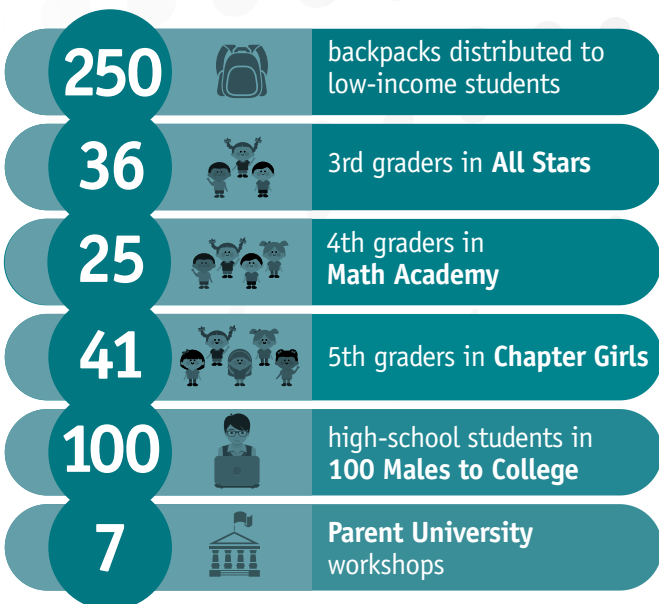 250
backpacks distributed to
low-income students
36
3rd graders in All Stars
25
4th graders in
Math Academy
41
5th graders in Chapter Girls
100
high-school students in
100 Males to College
7
Parent University
workshops